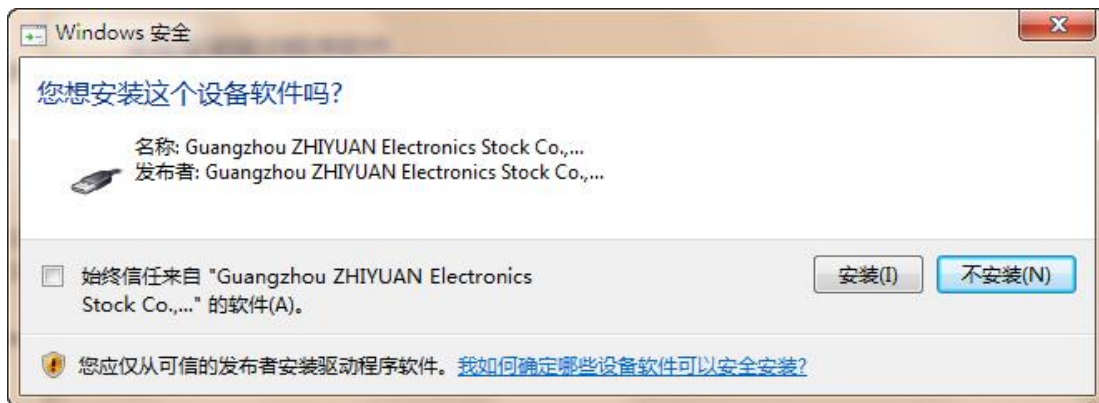 Windows 安全
您想安装这个设备软件吗?
名称: Guangzhou ZHIYUAN Electronics Stock Co.,...
发布者: Guangzhou ZHIYUAN Electronics Stock Co.,...
始终信任来自 "Guangzhou ZHIYUAN Electronics
Stock Co.,..." 的软件(A)。
安装(I)
不安装(N)
您应仅从可信的发布者安装驱动程序软件。我如何确定哪些设备软件可以安全安装?